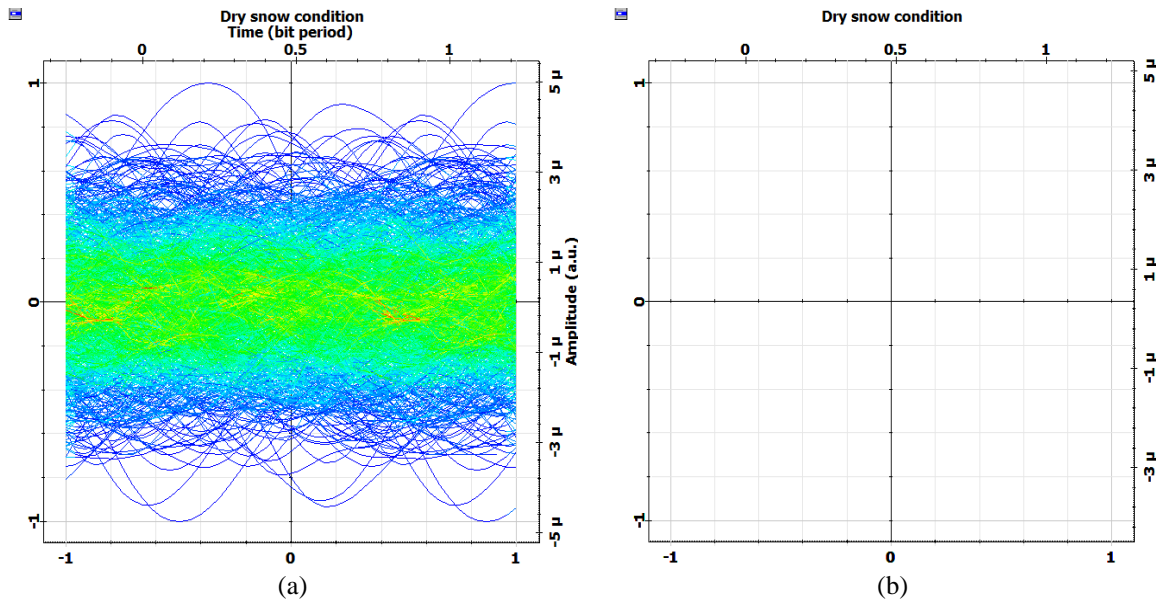 Dry snow condition
Time (bit period)
0 0.5 1
1
0
-1
5 µ
3 µ
1 µ
-1 µ
-3 µ
-5 µ
Amplitude (a.u.)
-1 0 1
(a)
Dry snow condition
0 0.5 1
1
0
-1
5 µ
3 µ
1 µ
-1 µ
-3 µ
-1 0 1
(b)